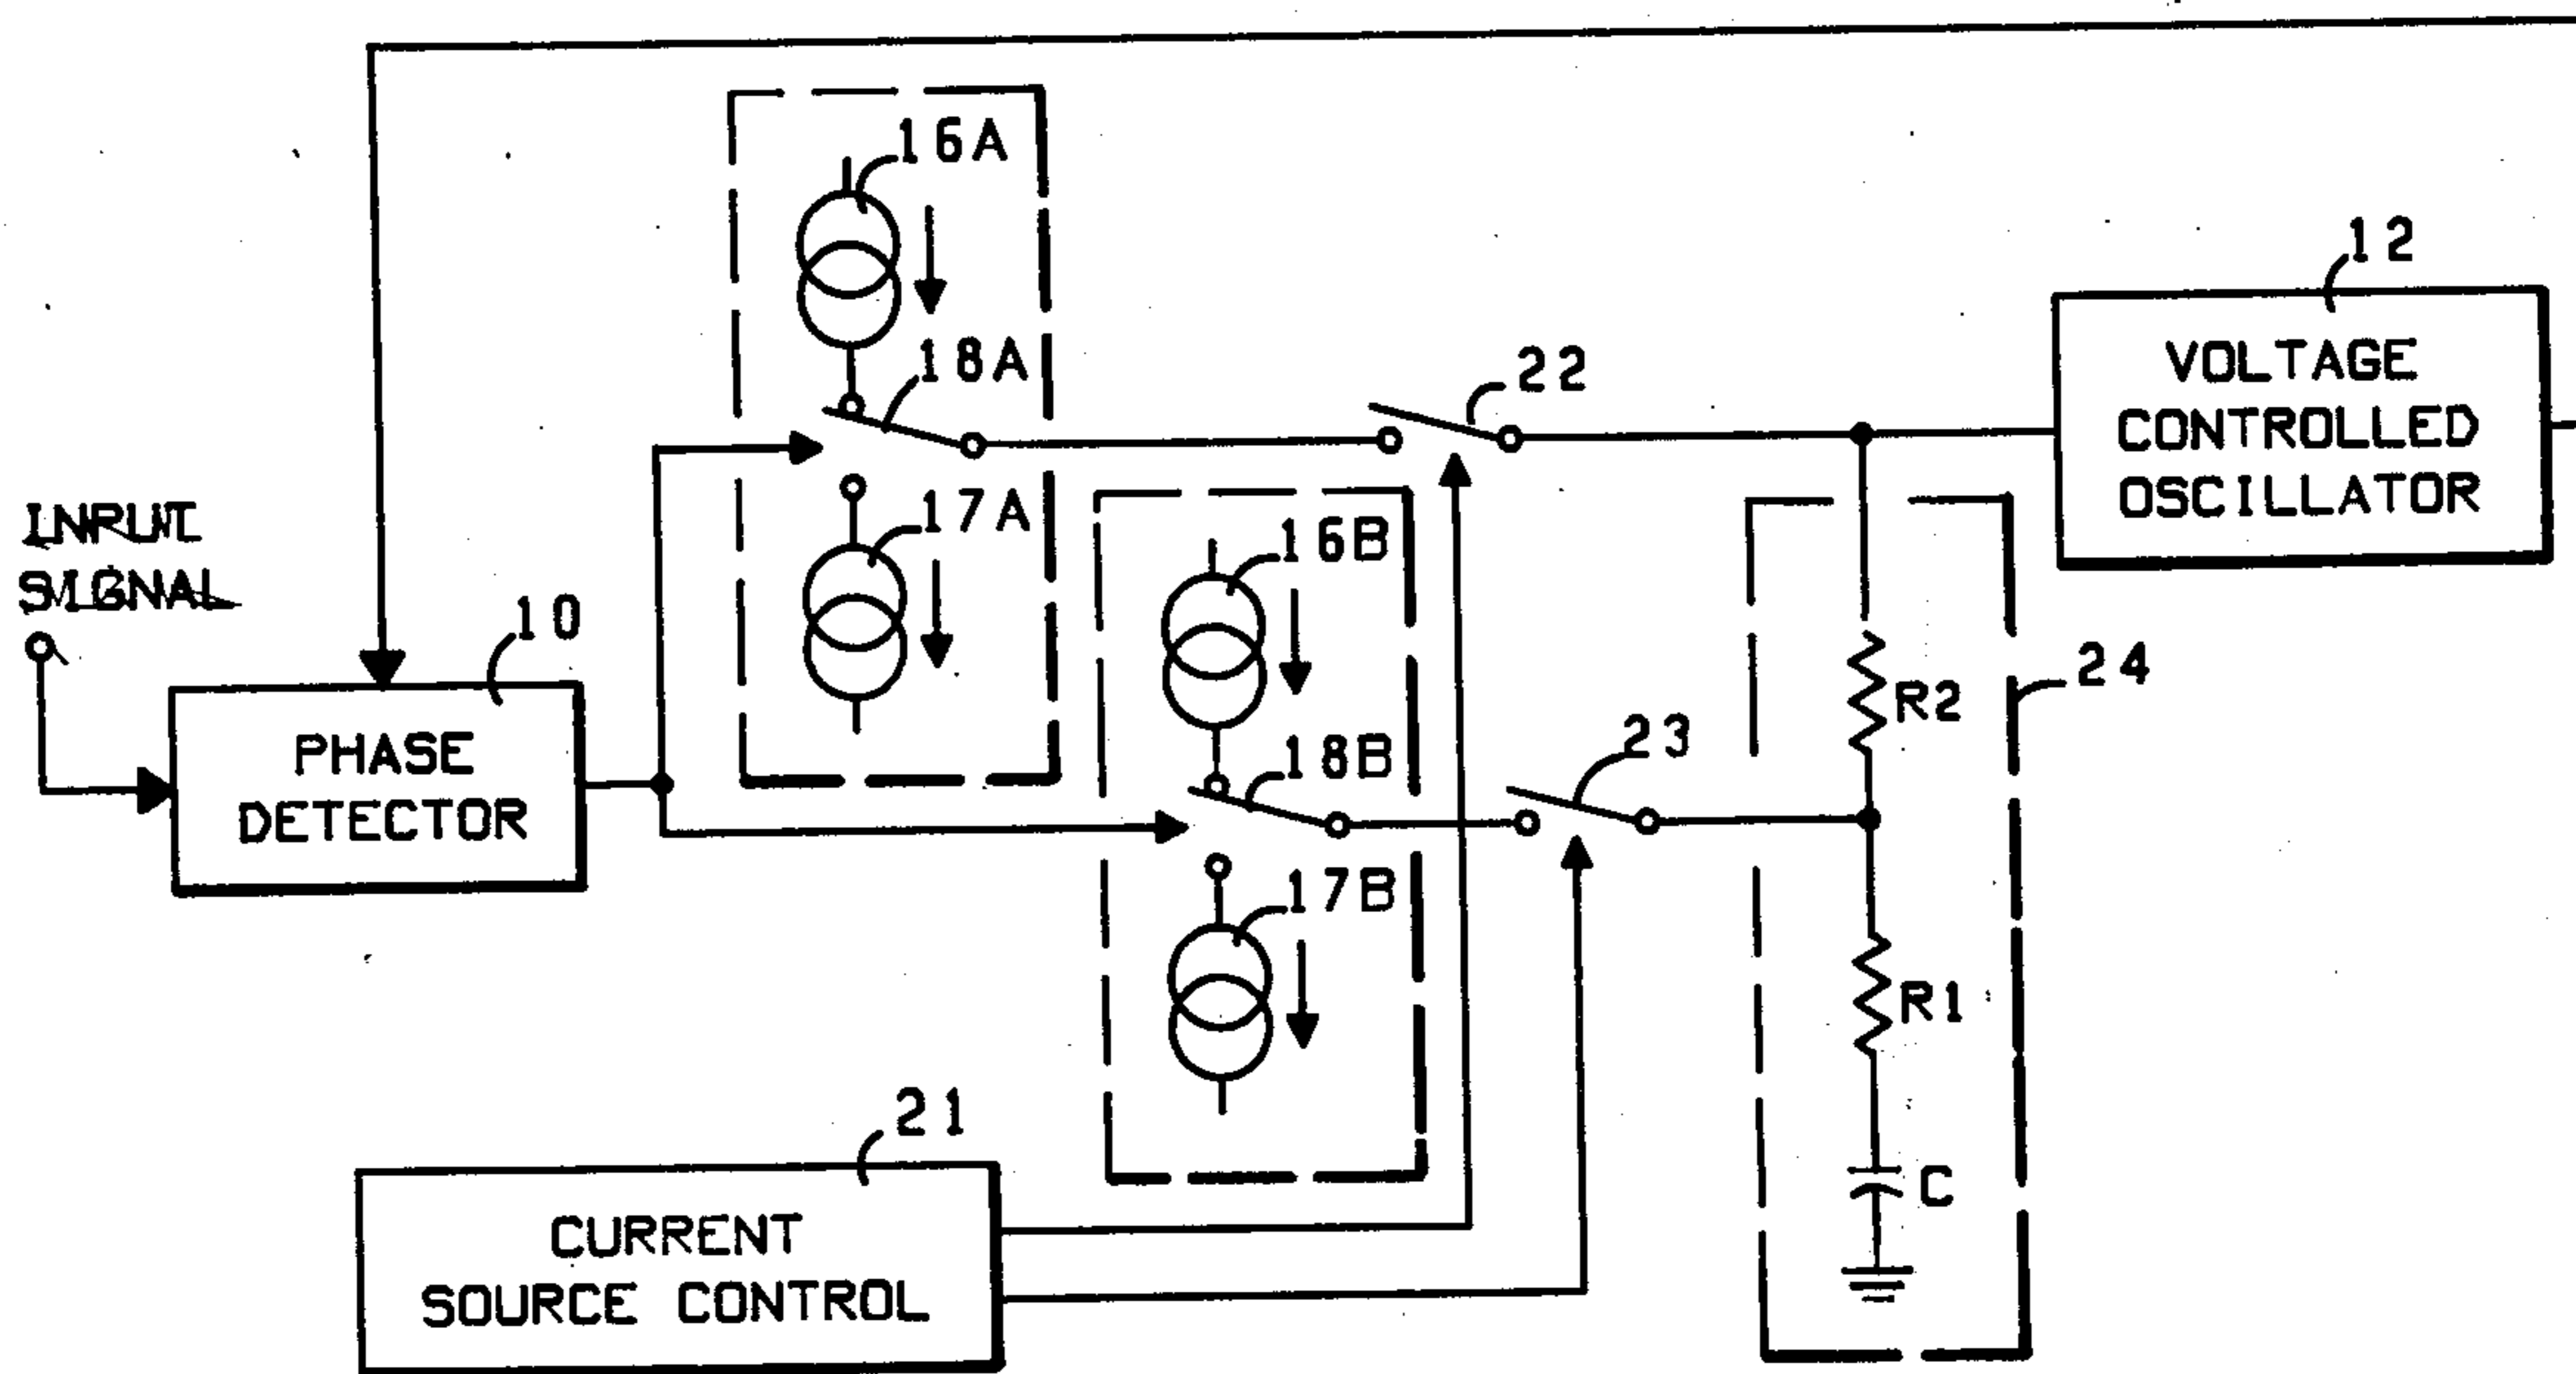 16A
12
VOLTAGE
CONTROLLED
OSCILLATOR
18A
22
17A
INPUT
SIGNAL
16B
10
PHASE
DETECTOR
24
R2
23
18B
17B
R1
21
CURRENT
SOURCE CONTROL
C